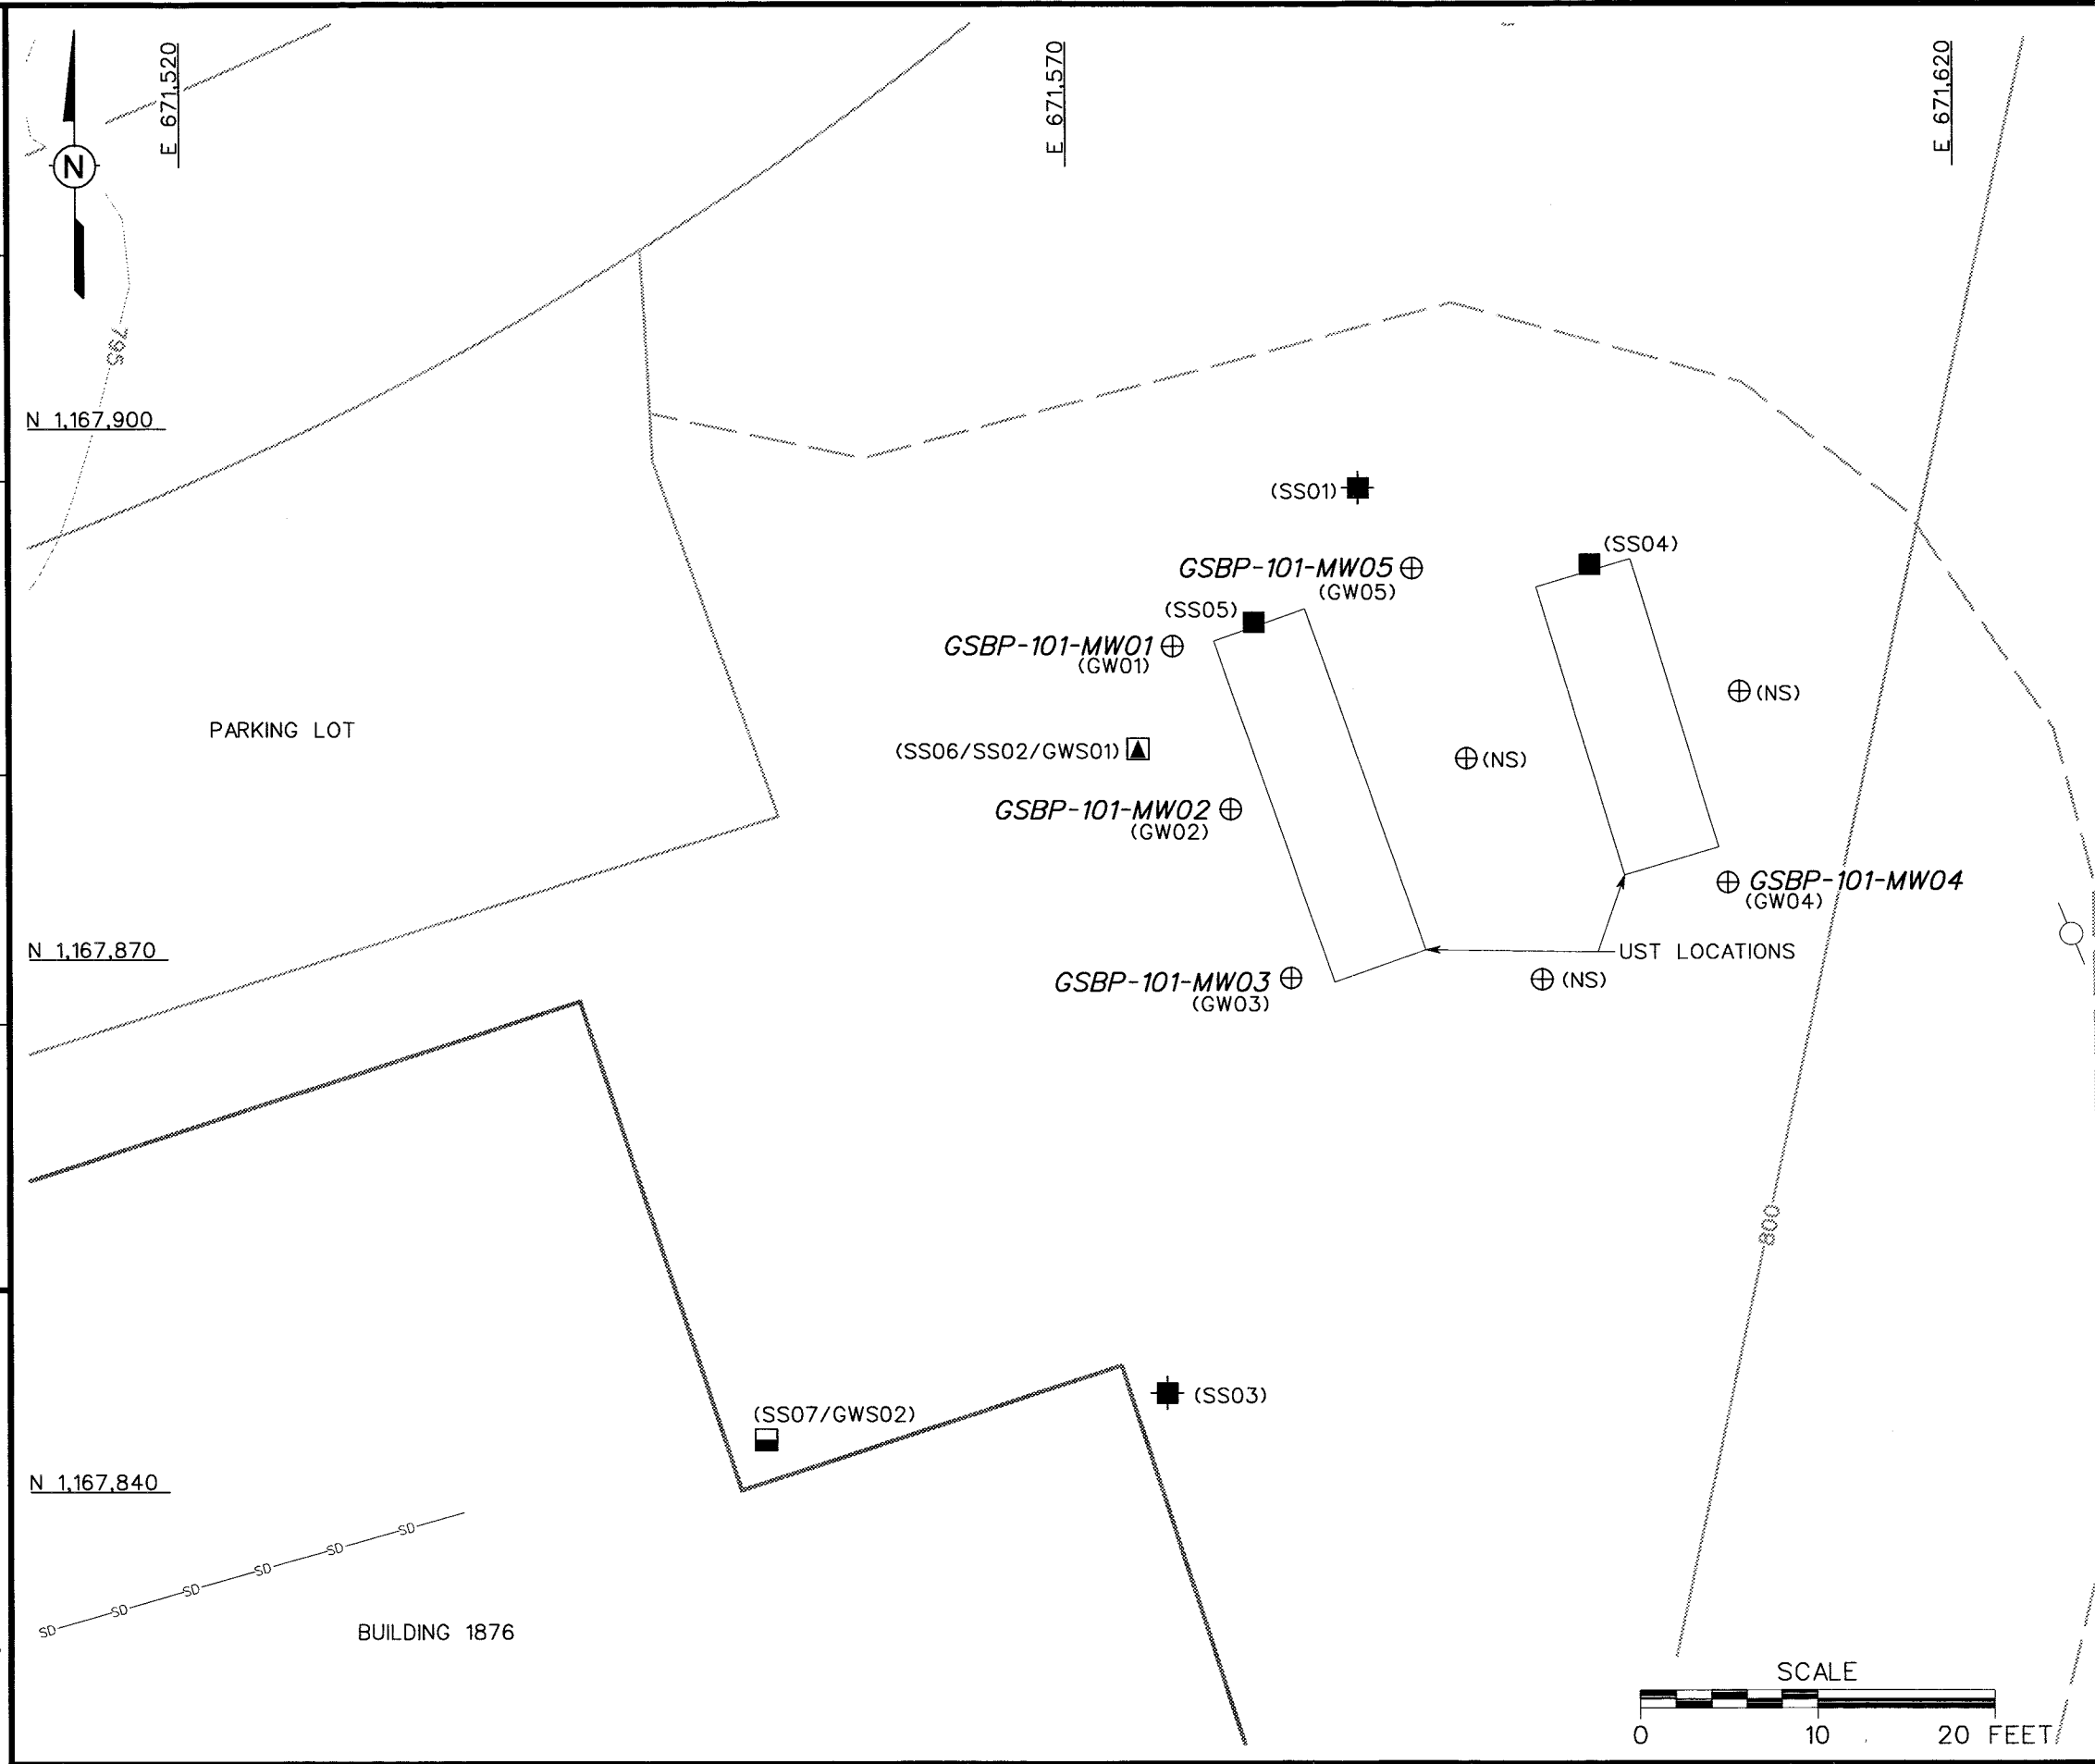 E 671,520
E 671,570
E 671,620
N
795
N 1,167,900
(SS01)
(SS04)
GSBP-101-MW05
(GW05)
(SS05)
GSBP-101-MW01
(GW01)
(NS)
PARKING LOT
(SS06/SS02/GWS01)
(NS)
GSBP-101-MW02
(GW02)
GSBP-101-MW04
(GW04)
N 1,167,870
UST LOCATIONS
GSBP-101-MW03
(GW03)
(NS)
800
(SS03)
(SS07/GWS02)
N 1,167,840
SD SD SD SD SD SD
BUILDING 1876
SCALE
0 10 20 FEET